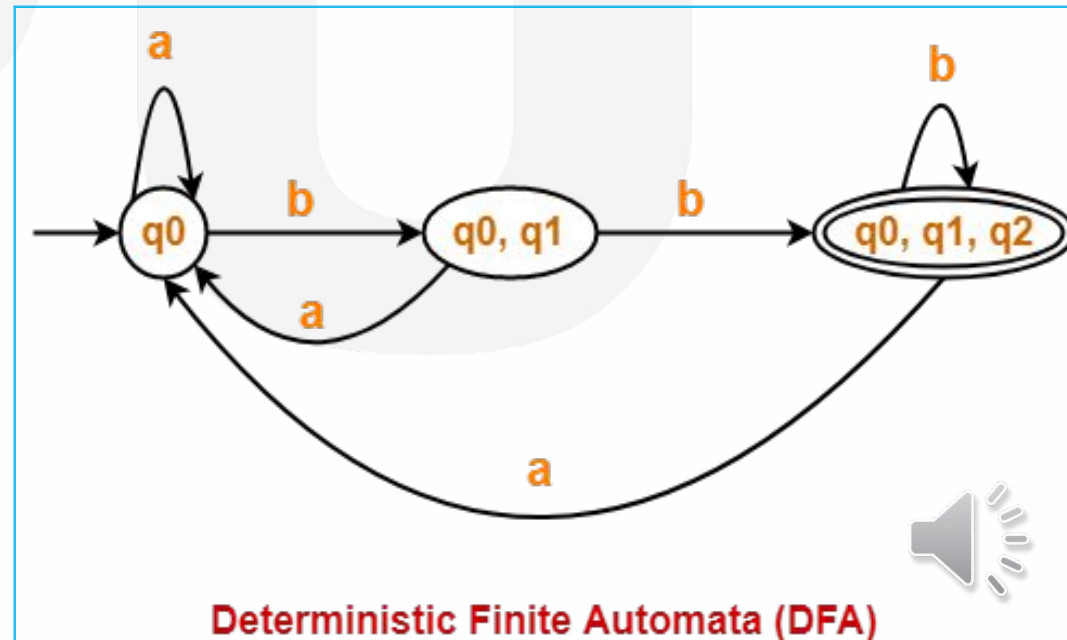 a
b
b
b
q0
q0, q1
q0, q1, q2
a
a
Deterministic Finite Automata (DFA)